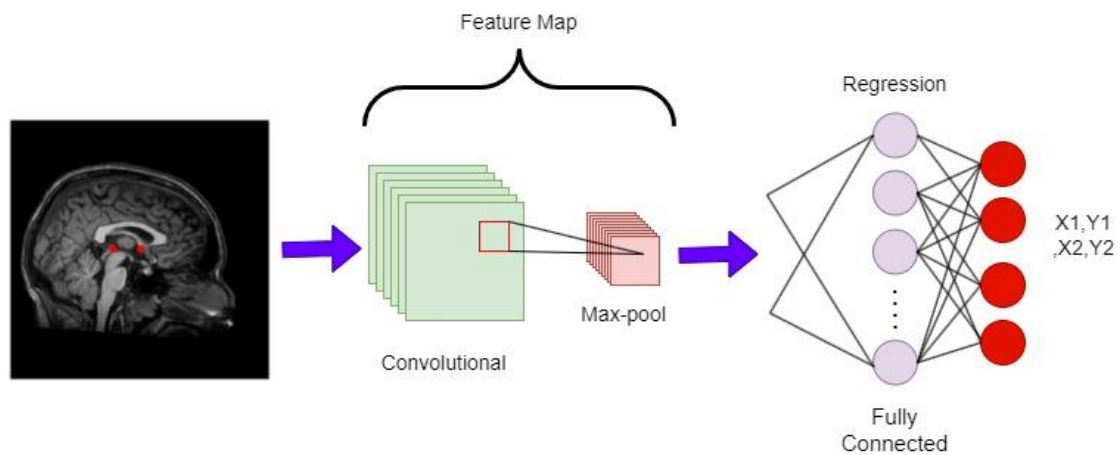 Feature Map
Convolutional
Max-pool
Regression
X1,Y1
,X2,Y2
Fully
Connected